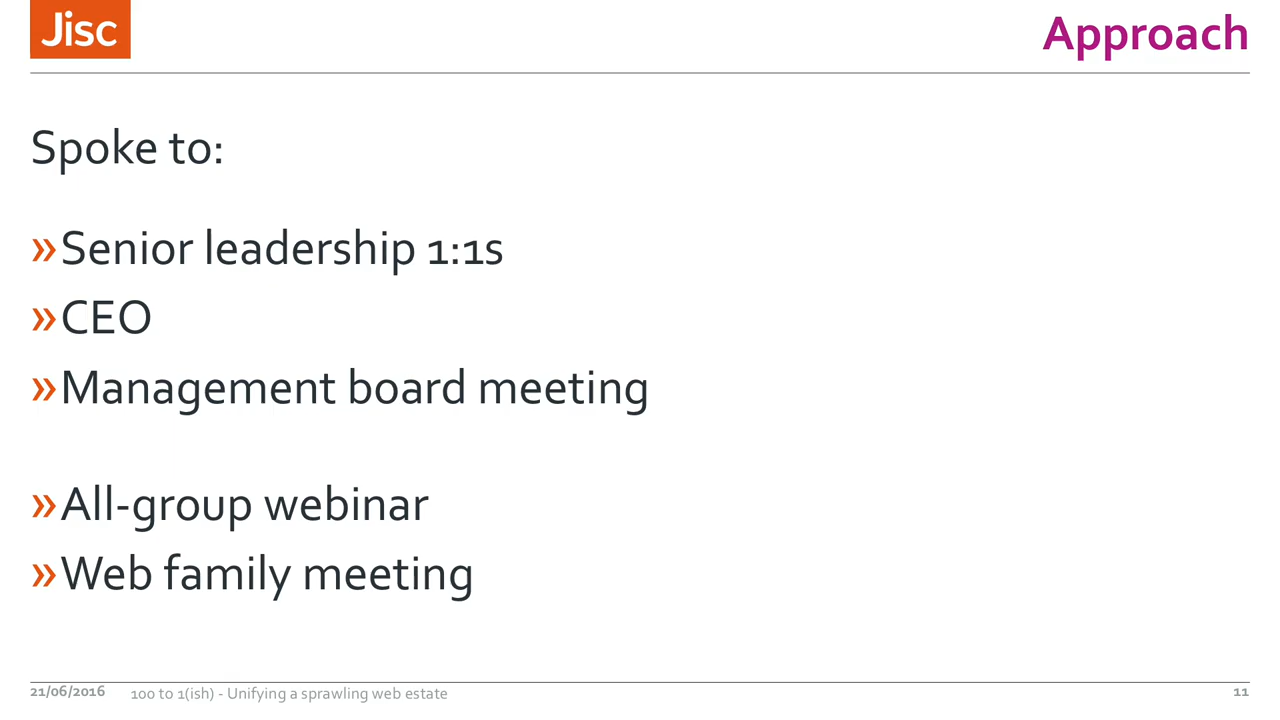 Jisc
Approach
Spoke to:
»Senior leadership 1:1s
»CEO
»Management board meeting
»All-group webinar
»Web family meeting
21/06/2016 100 to 1(ish) - Unifying a sprawling web estate 11